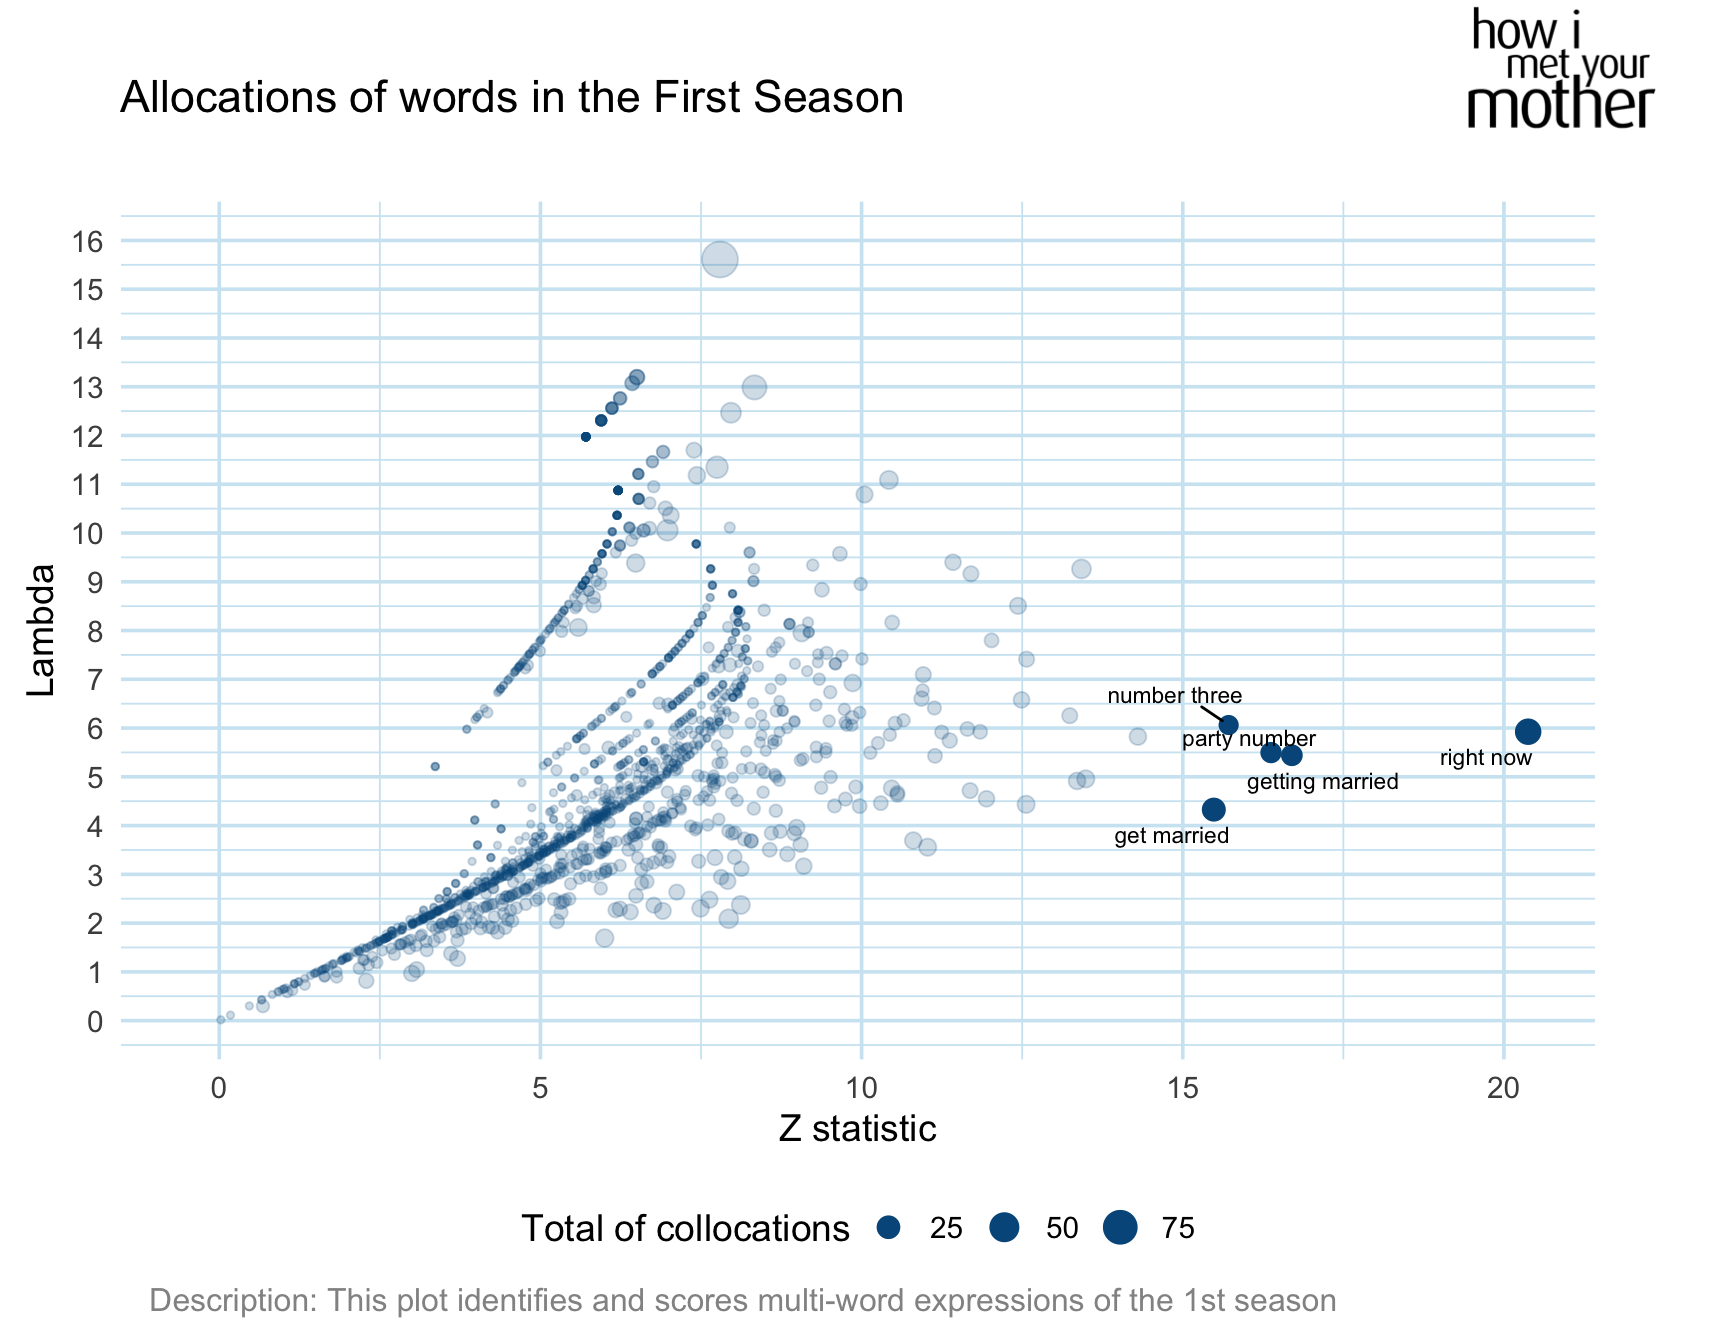 how i
met your
mother
Allocations of words in the First Season
16
15
14
13
12
11
10
9
8
7
6
5
4
3
2
1
0
Lambda
number three
party number
right now
getting married
get married
0 5 10 15 20
Z statistic
Total of collocations 25 50 75
Description: This plot identifies and scores multi-word expressions of the 1st season